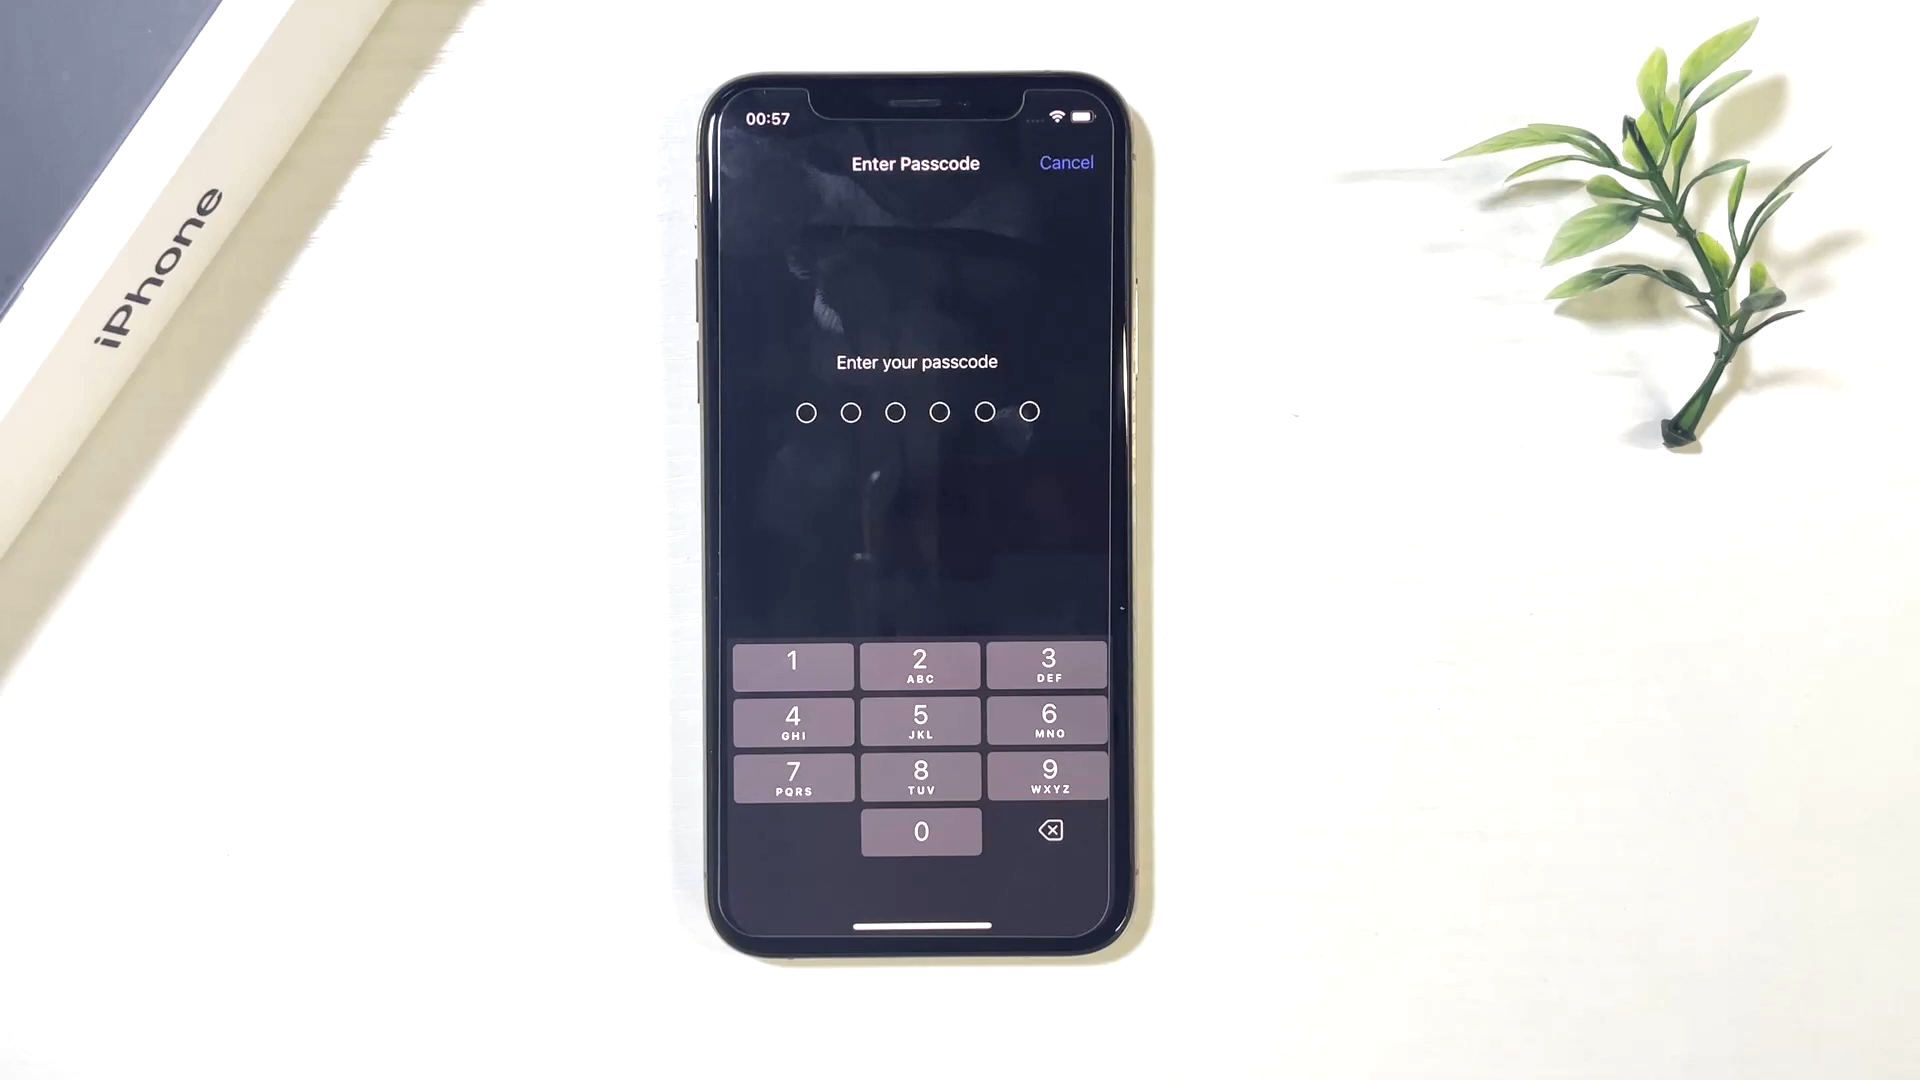 iPhone
00:57
Enter Passcode
Cancel
Enter your passcode
1
2
ABC
3
DEF
4
GHI
5
JKL
6
MNO
7
PQRS
8
TUV
9
WXYZ
0